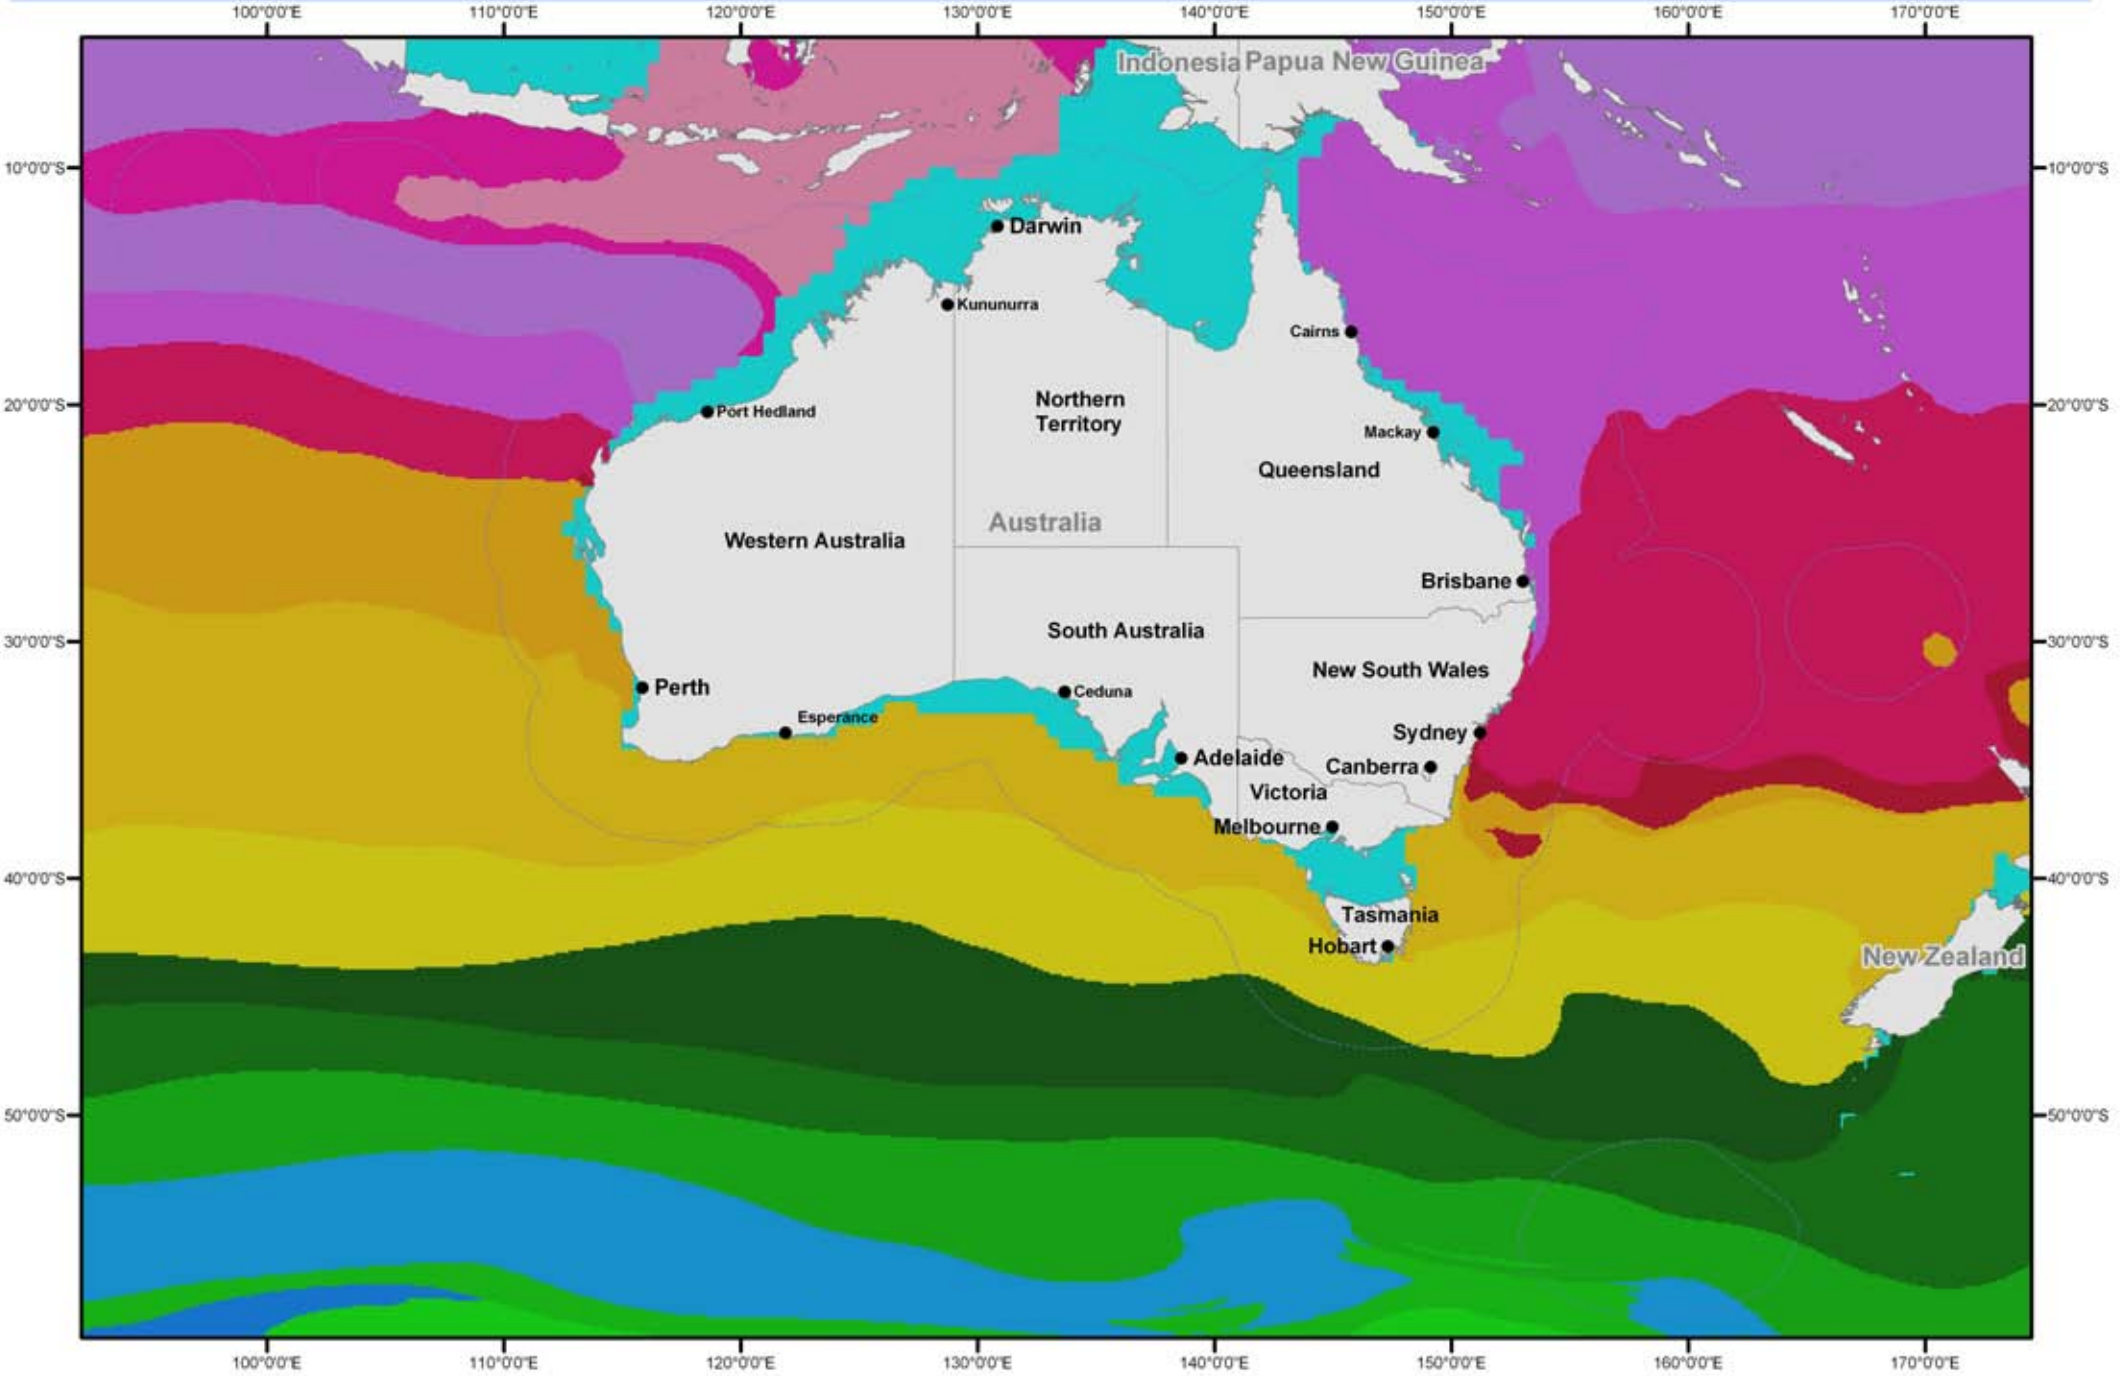 100°0'0"E 110°0'0"E 120°0'0"E 130°0'0"E 140°0'0"E 150°0'0"E 160°0'0"E 170°0'0"E
Indonesia Papua New Guinea
10°0'0"S 10°0'0"S
Darwin
Kununurra
Cairns
Northern
Territory
20°0'0"S 20°0'0"S
Port Hedland
Mackay
Queensland
Australia
Western Australia
Brisbane
South Australia
30°0'0"S 30°0'0"S
New South Wales
Perth
Ceduna
Esperance
Sydney
Adelaide
Canberra
Victoria
Melbourne
40°0'0"S 40°0'0"S
Tasmania
Hobart
New Zealand
50°0'0"S 50°0'0"S
100°0'0"E 110°0'0"E 120°0'0"E 130°0'0"E 140°0'0"E 150°0'0"E 160°0'0"E 170°0'0"E